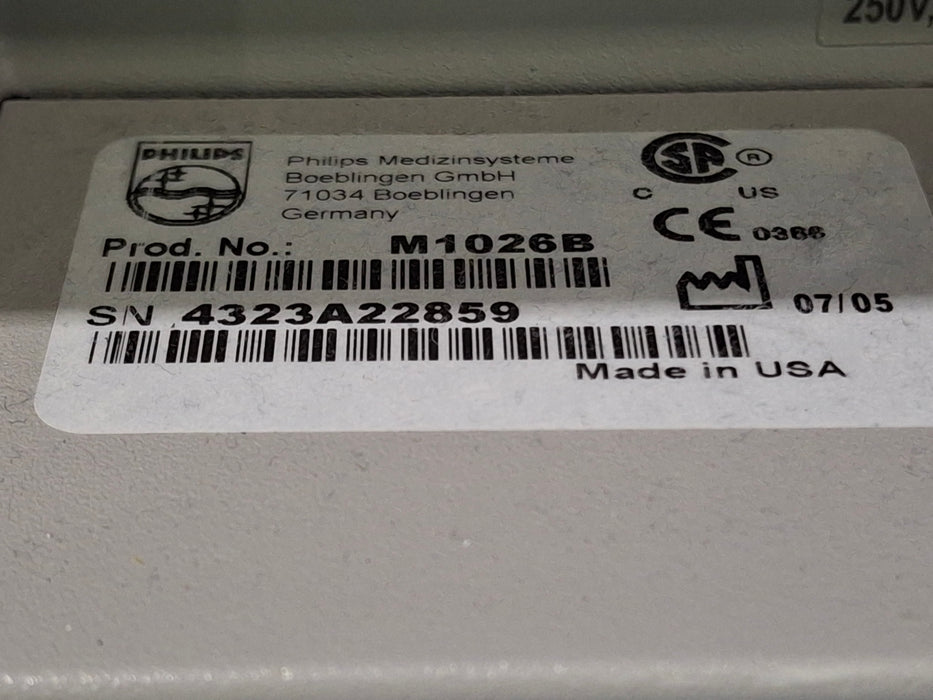 250V,
PHILIPS
Philips Medizinsysteme
Boeblingen GmbH
71034 Boeblingen
Germany
CSA ®
C US
CE 0366
Prod. No.: M1026B
07/05
SN 4323A22859
Made in USA